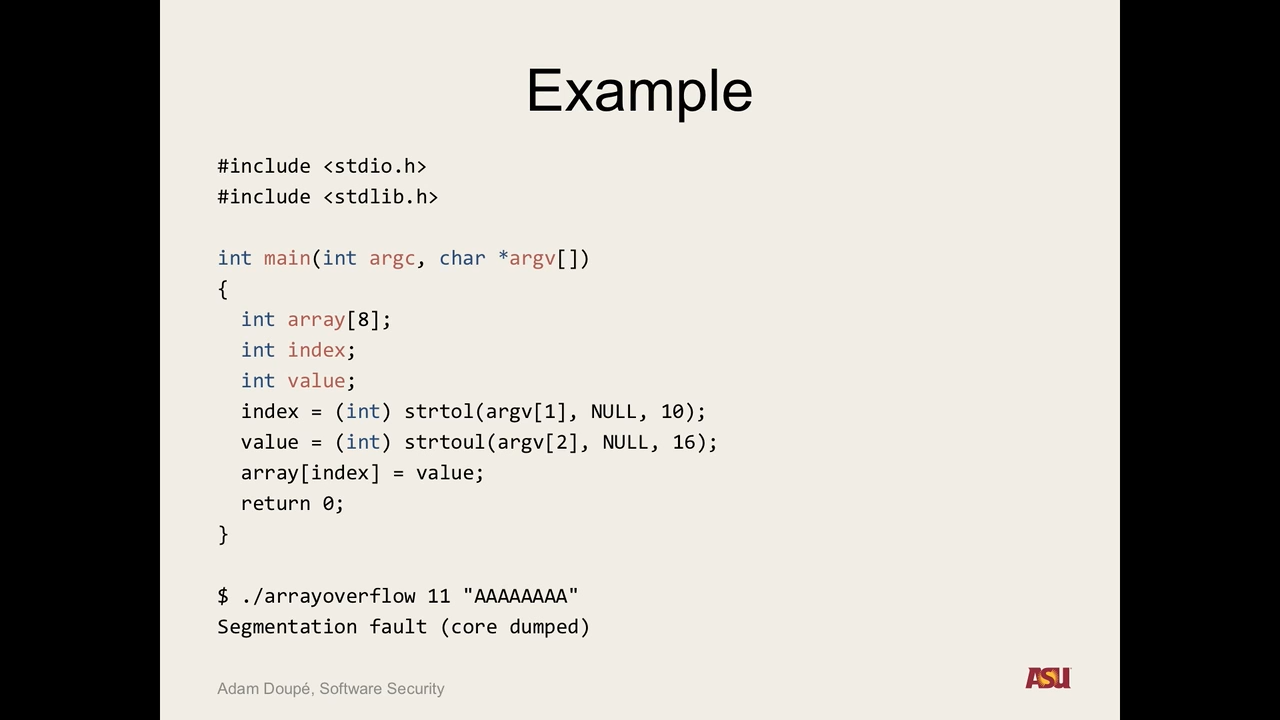 Example
#include <stdio.h>
#include <stdlib.h>
int main(int argc, char *argv[])
{
  int array[8];
  int index;
  int value;
  index = (int) strtol(argv[1], NULL, 10);
  value = (int) strtoul(argv[2], NULL, 16);
  array[index] = value;
  return 0;
}
$ ./arrayoverflow 11 "AAAAAAAA"
Segmentation fault (core dumped)
Adam Doupé, Software Security
ASU